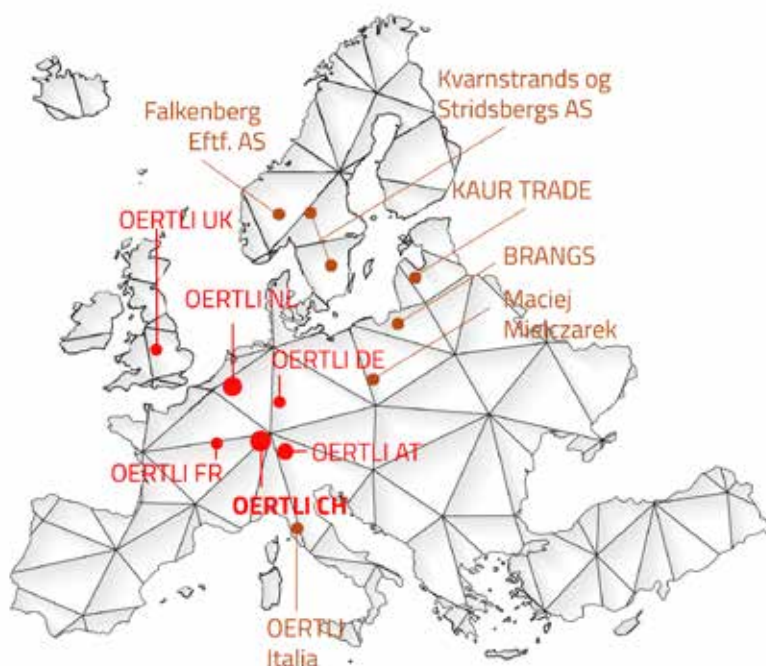 Kvarnstrands og
Stridsbergs AS
Falkenberg
Eftf. AS
KAUR TRADE
OERTLI UK
BRANGS
OERTLI NL
Maciej
Mielczarek
OERTLI DE
OERTLI AT
OERTLI FR
OERTLI CH
OERTLI
Italia